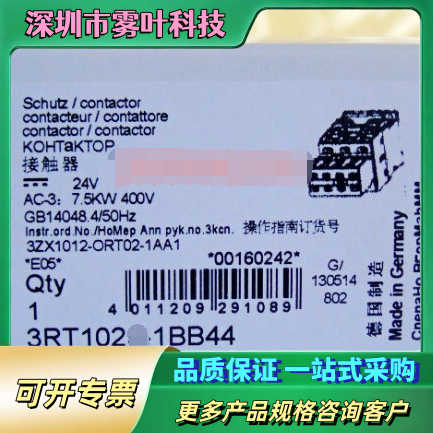 深圳市雾叶科技
Schutz / contactor
contacteur / contattore
contactor / contactor
КОНТаКТОР
接触器
24V
AC-3: 7.5KW 400V
GB14048.4/50Hz
Instr.ord.No./HoMep Ann pyk.no.3kcn. 操作指南订货号
3ZX1012-ORT02-1AA1
*E05*
*00160242*
G/
130514
802
Qty
1
4 011209 291089
3RT102 -1BB44
德国制造
Made in Germany
品质保证 一站式采购
可开专票
更多产品规格咨询客户